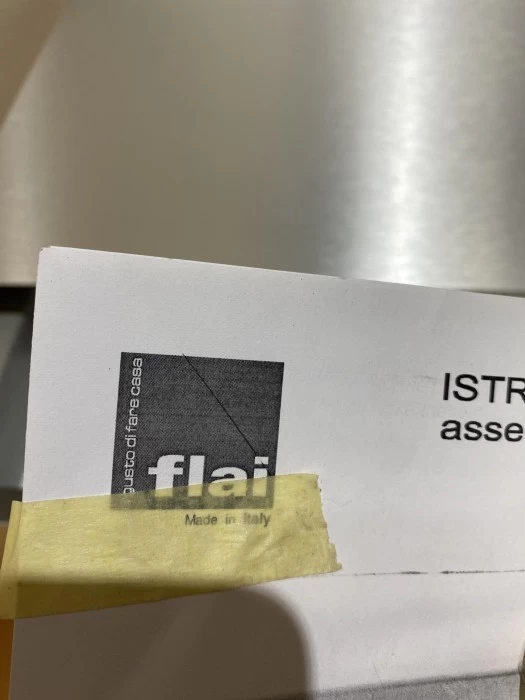 gusto di fare casa
flai
Made in Italy
ISTR
asse